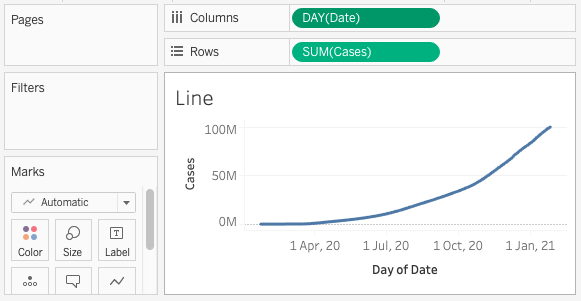 Pages
Columns
DAY(Date)
Rows
SUM(Cases)
Filters
Marks
Automatic
Color
Size
T
Label
Line
Cases
100M
50M
0M
1 Apr, 20
1 Jul, 20
1 Oct, 20
1 Jan, 21
Day of Date